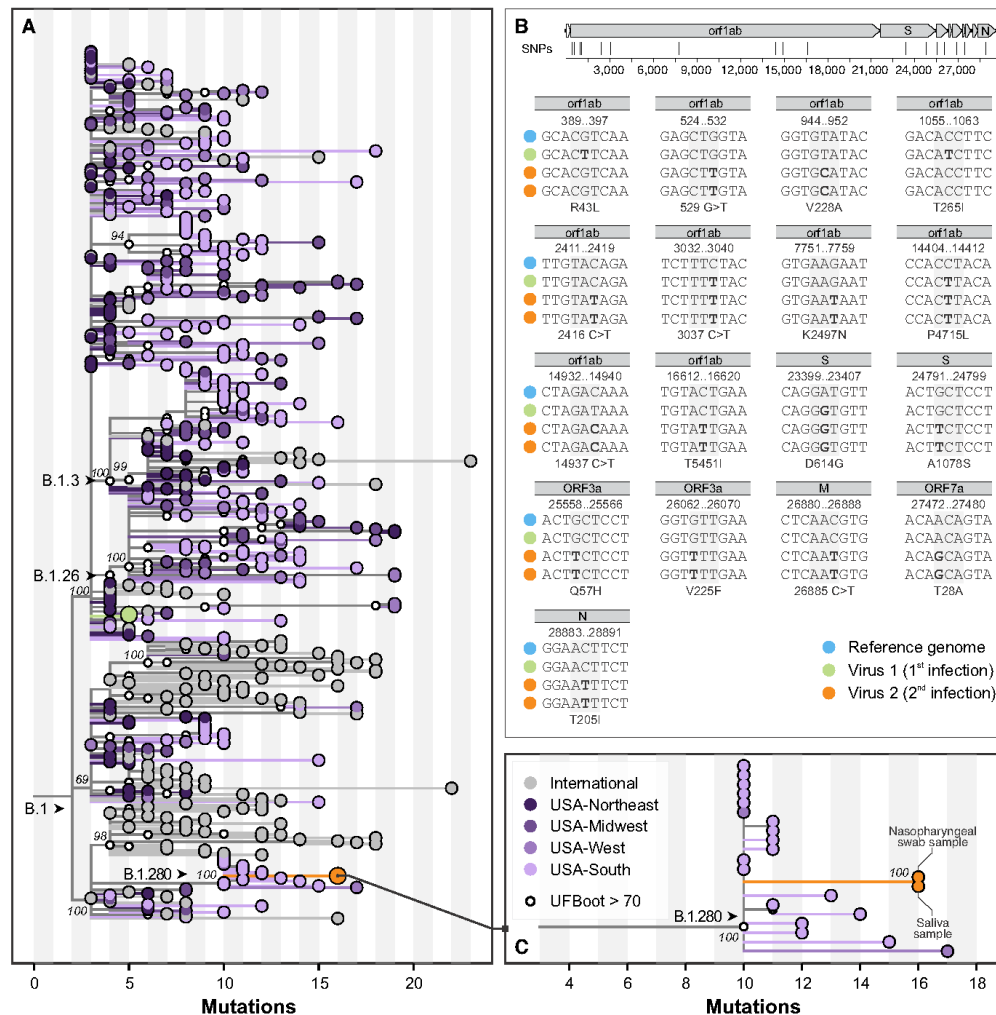 A
94
99
100
B.1.3
100
B.1.26
100
100
69
B.1
98
B.1.280
100
100
0 5 10 15 20
Mutations
International
USA-Northeast
USA-Midwest
USA-West
USA-South
UFBoot > 70
B
orf1ab S N
SNPs
3,000 6,000 9,000 12,000 15,000 18,000 21,000 24,000 27,000
orf1ab orf1ab orf1ab orf1ab
389..397 524..532 944..952 1055..1063
GCACGTCAA GAGCTGGTA GGTGTATAC GACACCTTC
GCACTTCAA GAGCTGGTA GGTGTATAC GACATCTTC
GCACGTCAA GAGCTTGTA GGTGCATAC GACACCTTC
GCACGTCAA GAGCTTGTA GGTGCATAC GACACCTTC
R43L 529 G>T V228A T265I
orf1ab orf1ab orf1ab orf1ab
2411..2419 3032..3040 7751..7759 14404..14412
TTGTACAGA TCTTTCTAC GTGAAGAAT CCACCTACA
TTGTACAGA TCTTTTTAC GTGAAGAAT CCACTTACA
TTGTATAGA TCTTTTTAC GTGAATAAT CCACTTACA
TTGTATAGA TCTTTTTAC GTGAATAAT CCACTTACA
2416 C>T 3037 C>T K2497N P4715L
orf1ab orf1ab S S
14932..14940 16612..16620 23399..23407 24791..24799
CTAGACAAA TGTACTGAA CAGGATGTT ACTGCTCCT
CTAGATAAA TGTACTGAA CAGGGTGTT ACTGCTCCT
CTAGACAAA TGTATTGAA CAGGGTGTT ACTTCTCCT
CTAGACAAA TGTATTGAA CAGGGTGTT ACTTCTCCT
14937 C>T T5451I D614G A1078S
ORF3a ORF3a M ORF7a
25558..25566 26062..26070 26880..26888 27472..27480
ACTGCTCCT GGTGTTGAA CTCAACGTG ACAACAGTA
ACTGCTCCT GGTGTTGAA CTCAACGTG ACAACAGTA
ACTTCTCCT GGTTTTGAA CTCAATGTG ACAGCAGTA
ACTTCTCCT GGTTTTGAA CTCAATGTG ACAGCAGTA
Q57H V225F 26885 C>T T28A
N
28883..28891
GGAACTTCT
GGAACTTCT
GGAATTTCT
GGAATTTCT
T205I
Reference genome
Virus 1 (1st infection)
Virus 2 (2nd infection)
Nasopharyngeal
swab sample
100
Saliva
sample
B.1.280
100
C
4 6 8 10 12 14 16 18
Mutations